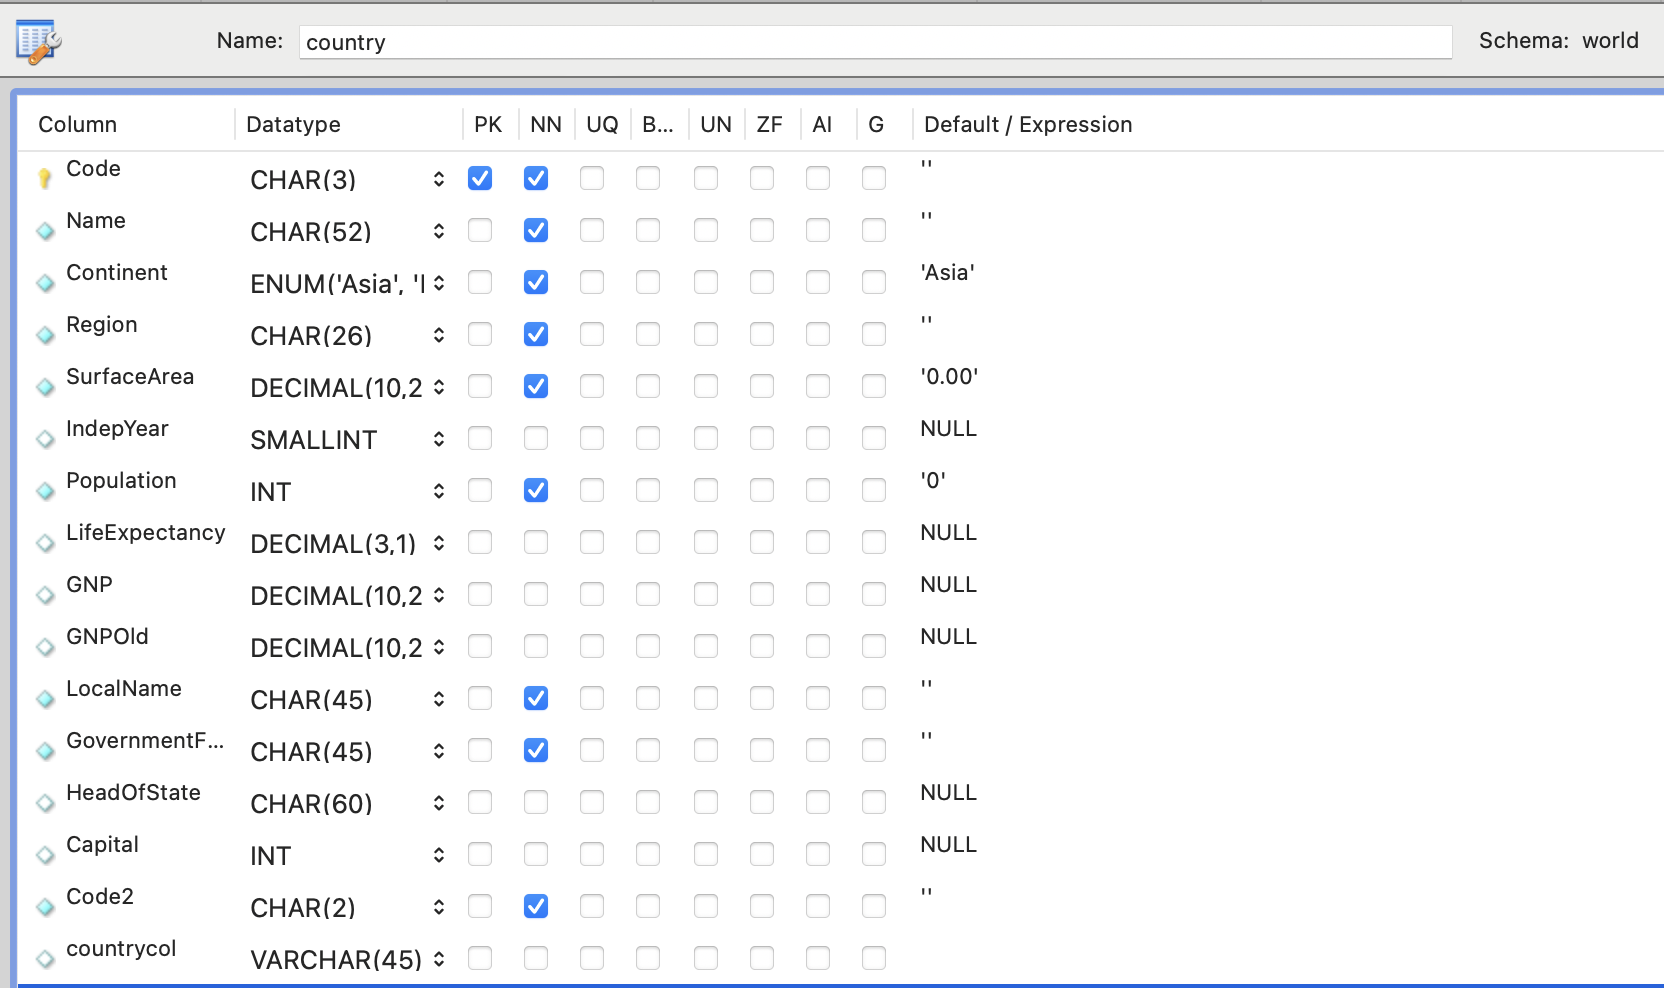 Name: country Schema: world
Column Datatype PK NN UQ B... UN ZF AI G Default / Expression
Code CHAR(3) ''
Name CHAR(52) ''
Continent ENUM('Asia', 'I 'Asia'
Region CHAR(26) ''
SurfaceArea DECIMAL(10,2 '0.00'
IndepYear SMALLINT NULL
Population INT '0'
LifeExpectancy DECIMAL(3,1) NULL
GNP DECIMAL(10,2 NULL
GNPOld DECIMAL(10,2 NULL
LocalName CHAR(45) ''
GovernmentF... CHAR(45) ''
HeadOfState CHAR(60) NULL
Capital INT NULL
Code2 CHAR(2) ''
countrycol VARCHAR(45)